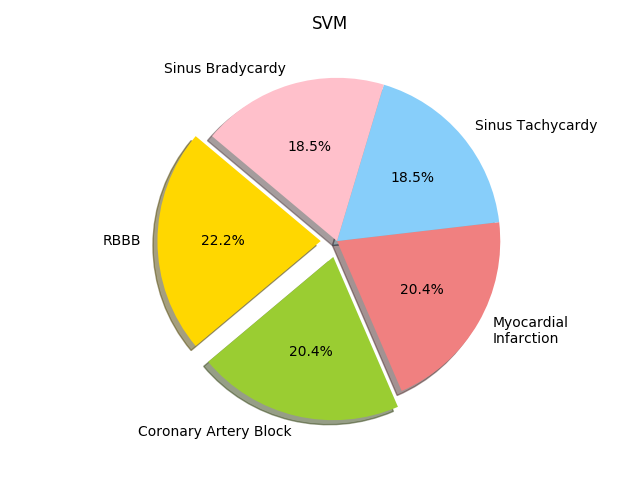 SVM
Sinus Bradycardy
Sinus Tachycardy
18.5%
18.5%
RBBB
22.2%
20.4%
Myocardial
Infarction
20.4%
Coronary Artery Block